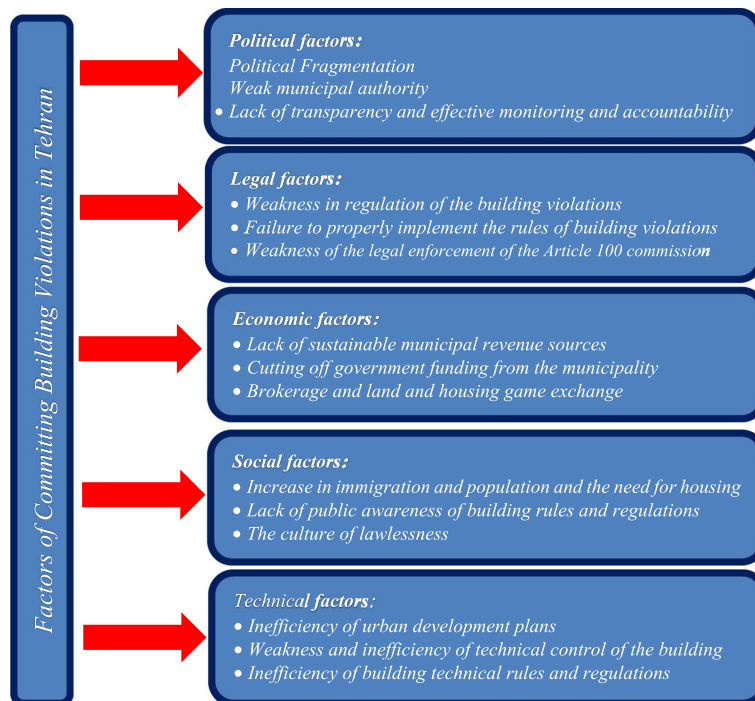 Factors of Committing Building Violations in Tehran
Political factors:
Political Fragmentation
Weak municipal authority
• Lack of transparency and effective monitoring and accountability
Legal factors:
• Weakness in regulation of the building violations
• Failure to properly implement the rules of building violations
• Weakness of the legal enforcement of the Article 100 commission
Economic factors:
• Lack of sustainable municipal revenue sources
• Cutting off government funding from the municipality
• Brokerage and land and housing game exchange
Social factors:
• Increase in immigration and population and the need for housing
• Lack of public awareness of building rules and regulations
• The culture of lawlessness
Technical factors:
• Inefficiency of urban development plans
• Weakness and inefficiency of technical control of the building
• Inefficiency of building technical rules and regulations